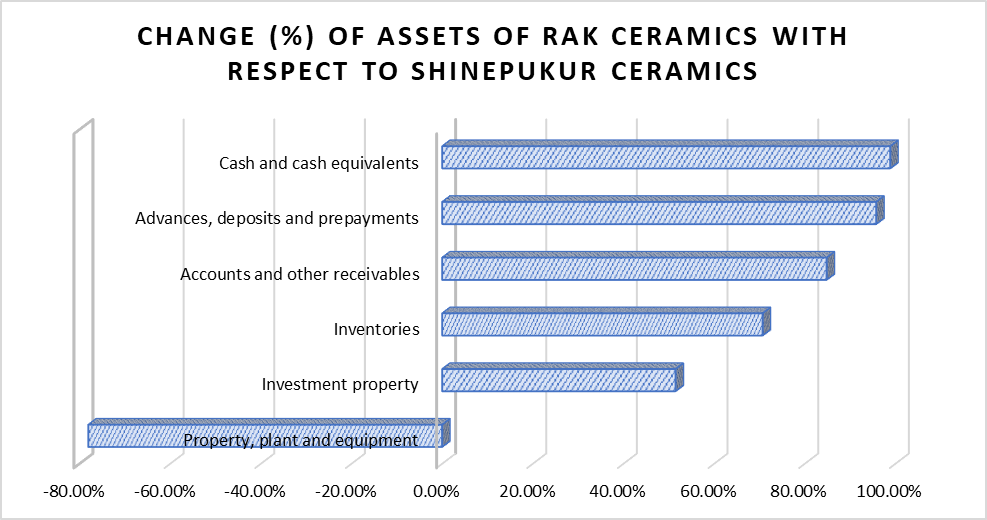 CHANGE (%) OF ASSETS OF RAK CERAMICS WITH
RESPECT TO SHINEPUKUR CERAMICS
Cash and cash equivalents
Advances, deposits and prepayments
Accounts and other receivables
Inventories
Investment property
Property, plant and equipment
-80.00% -60.00% -40.00% -20.00% 0.00% 20.00% 40.00% 60.00% 80.00% 100.00%